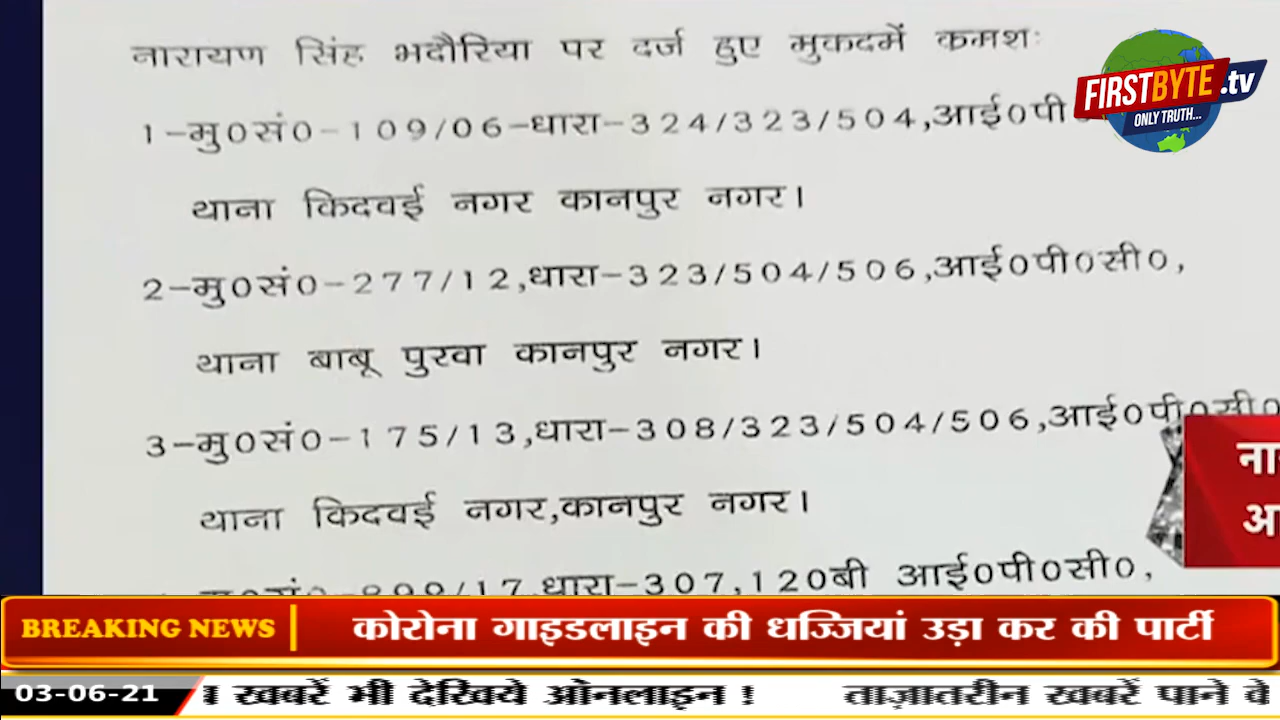 नारायण सिंह भदौरिया पर दर्ज हुए मुकदमें कमशः
1-मु0सं0-109/06-धारा-324/323/504,आई0पी
थाना किदवई नगर कानपुर नगर।
2-मु0सं0-277/12,धारा-323/504/506,आई0पी0सी0,
थाना बाबू पुरवा कानपुर नगर।
3-मु0सं0-175/13,धारा-308/323/504/506,आई0पी0सी0
थाना किदवई नगर,कानपुर नगर।
/17,धारा-307,120बी आई0पी0सी0,
FIRSTBYTE.tv
ONLY TRUTH...
BREAKING NEWS
कोरोना गाइडलाइन की धज्जियां उड़ा कर की पार्टी
03-06-21
खबरें भी देखिये ऑनलाइन ! ताज़ातरीन खबरें पाने के